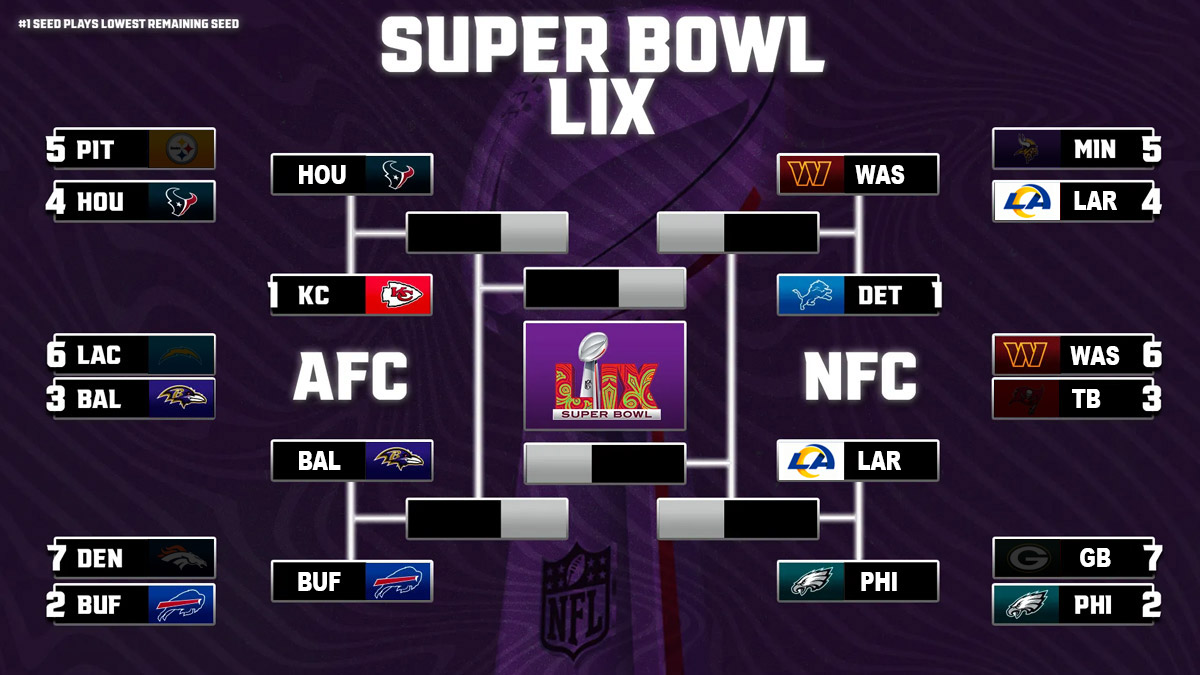 #1 SEED PLAYS LOWEST REMAINING SEED
SUPER BOWL
LIX
5 PIT
4 HOU
HOU
1 KC
6 LAC
3 BAL
AFC
BAL
7 DEN
2 BUF
BUF
LIX
SUPER BOWL
NFL
WAS
DET 1
NFC
LAR
PHI
MIN 5
LAR 4
WAS 6
TB 3
GB 7
PHI 2